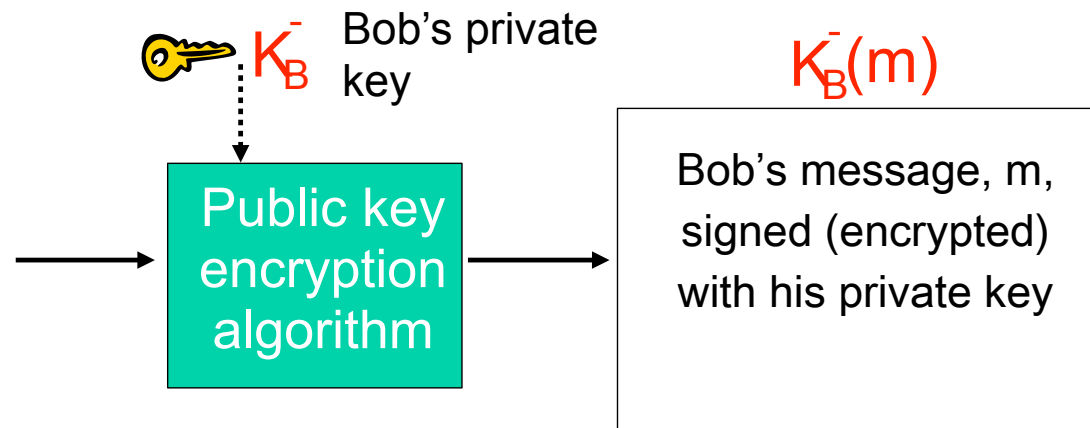 K_B^- Bob’s private
key
K_B^-(m)
Public key
encryption
algorithm
Bob’s message, m,
signed (encrypted)
with his private key